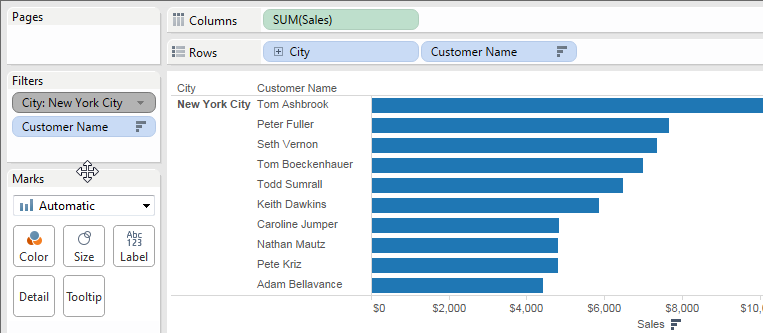 Pages
Columns
SUM(Sales)
Rows
City
Customer Name
Filters
City: New York City
Customer Name
Marks
Automatic
Color
Size
Abc
123
Label
Detail
Tooltip
City
Customer Name
New York City
Tom Ashbrook
Peter Fuller
Seth Vernon
Tom Boeckenhauer
Todd Sumrall
Keith Dawkins
Caroline Jumper
Nathan Mautz
Pete Kriz
Adam Bellavance
$0
$2,000
$4,000
$6,000
$8,000
Sales